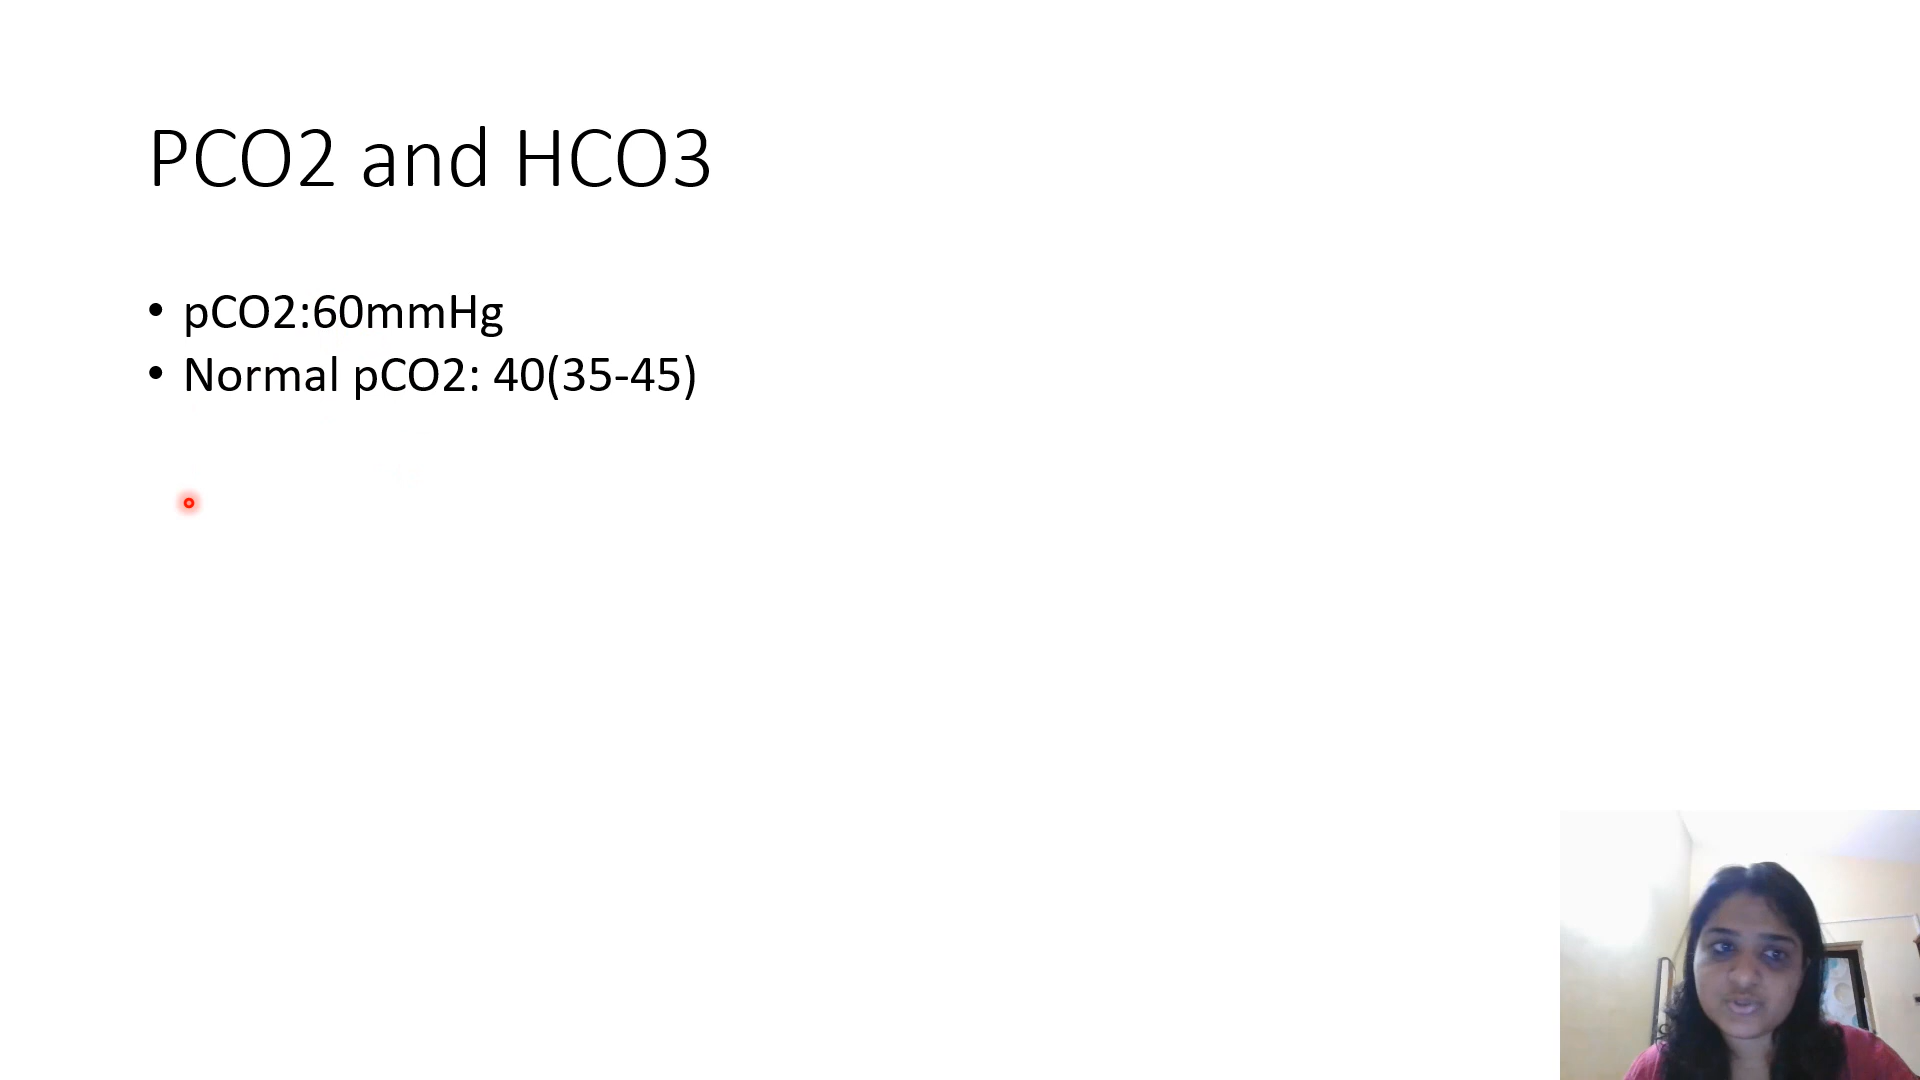 PCO2 and HCO3
• pCO2:60mmHg
• Normal pCO2: 40(35-45)